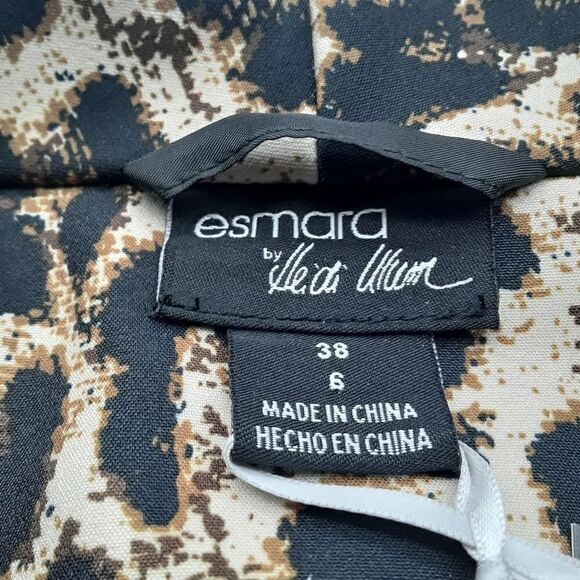 esmara
by Heidi Klum
38
6
MADE IN CHINA
HECHO EN CHINA